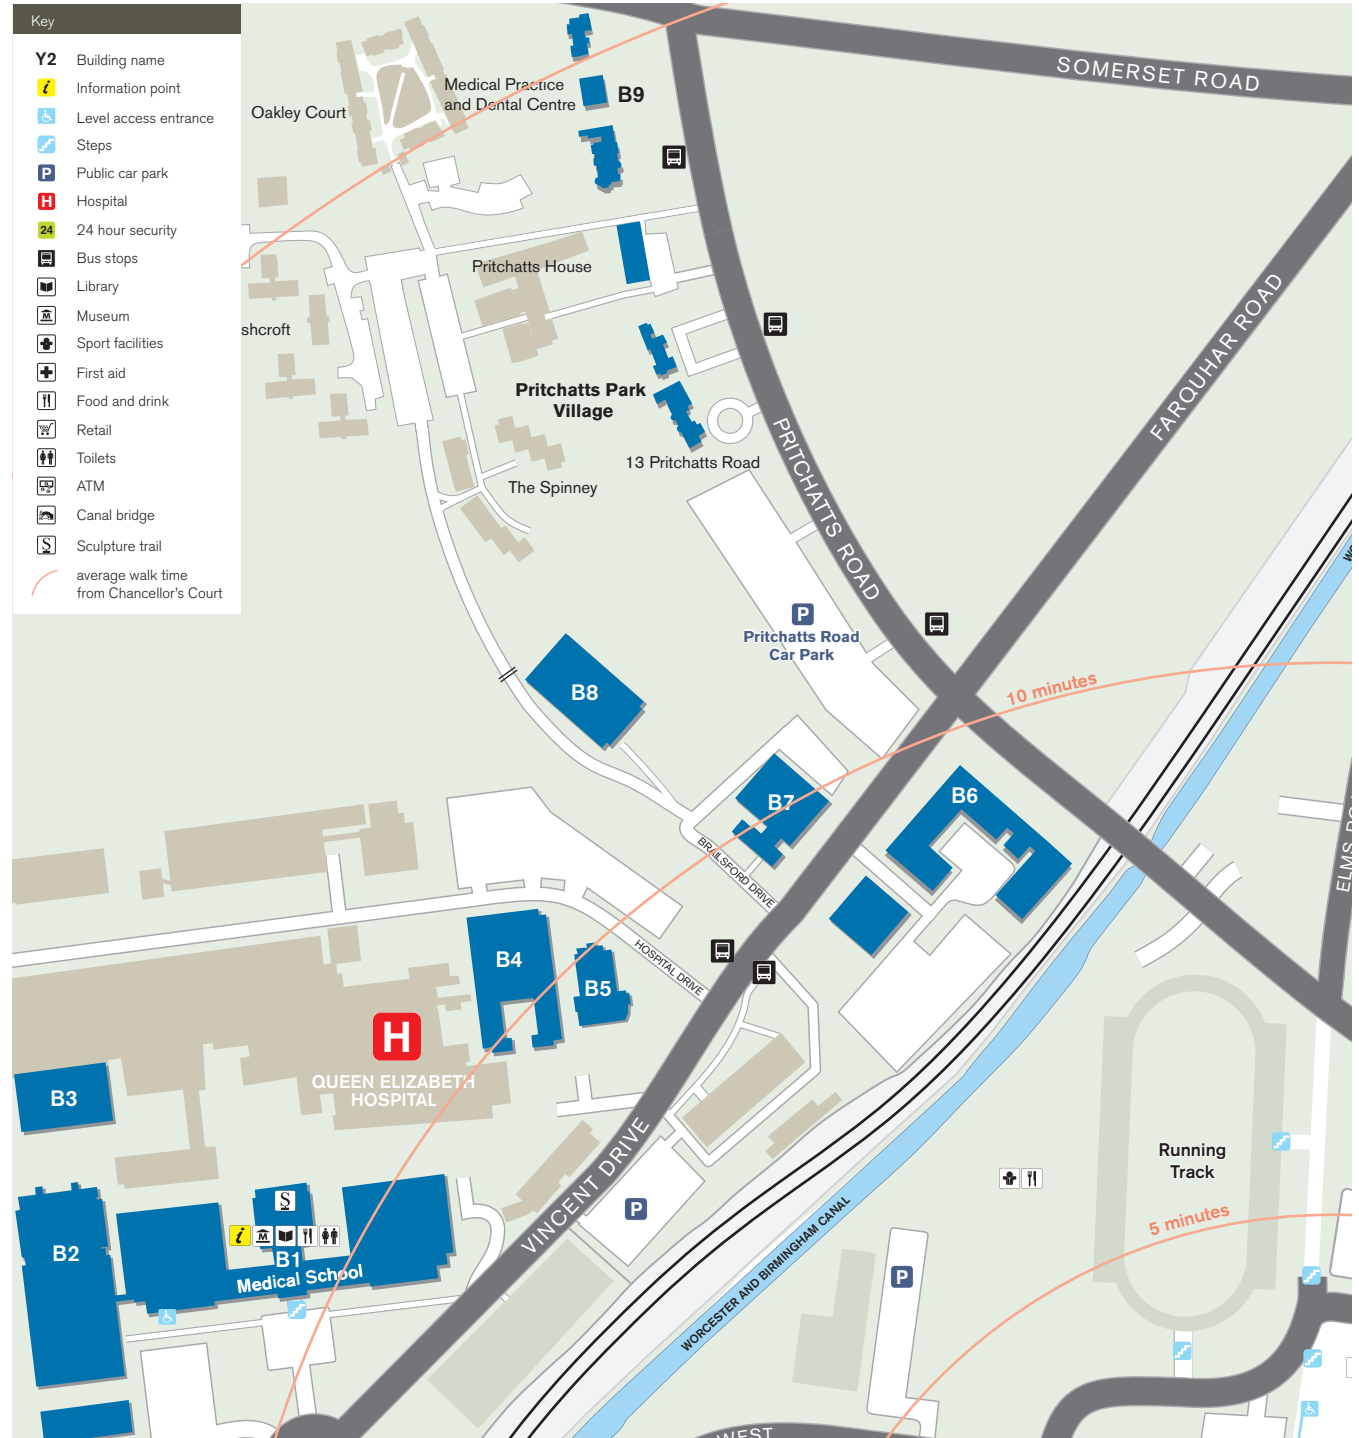 Key
Y2 Building name
i Information point
Level access entrance
Steps
P Public car park
H Hospital
24 24 hour security
Bus stops
Library
M Museum
Sport facilities
First aid
Food and drink
Retail
Toilets
ATM
Canal bridge
S Sculpture trail
average walk time
from Chancellor's Court
SOMERSET ROAD
Medical Practice
and Dental Centre
B9
Oakley Court
Pritchatts House
shcroft
FARQUHAR ROAD
Pritchatts Park
Village
PRITCHATTS ROAD
13 Pritchatts Road
The Spinney
P
Pritchatts Road
Car Park
10 minutes
B8
B7
B6
BRAILSFORD DRIVE
B4
B5
HOSPITAL DRIVE
H
QUEEN ELIZABETH
HOSPITAL
B3
VINCENT DRIVE
Running
Track
S
P
i M
B2
B1
Medical School
5 minutes
P
WORCESTER AND BIRMINGHAM CANAL
WEST